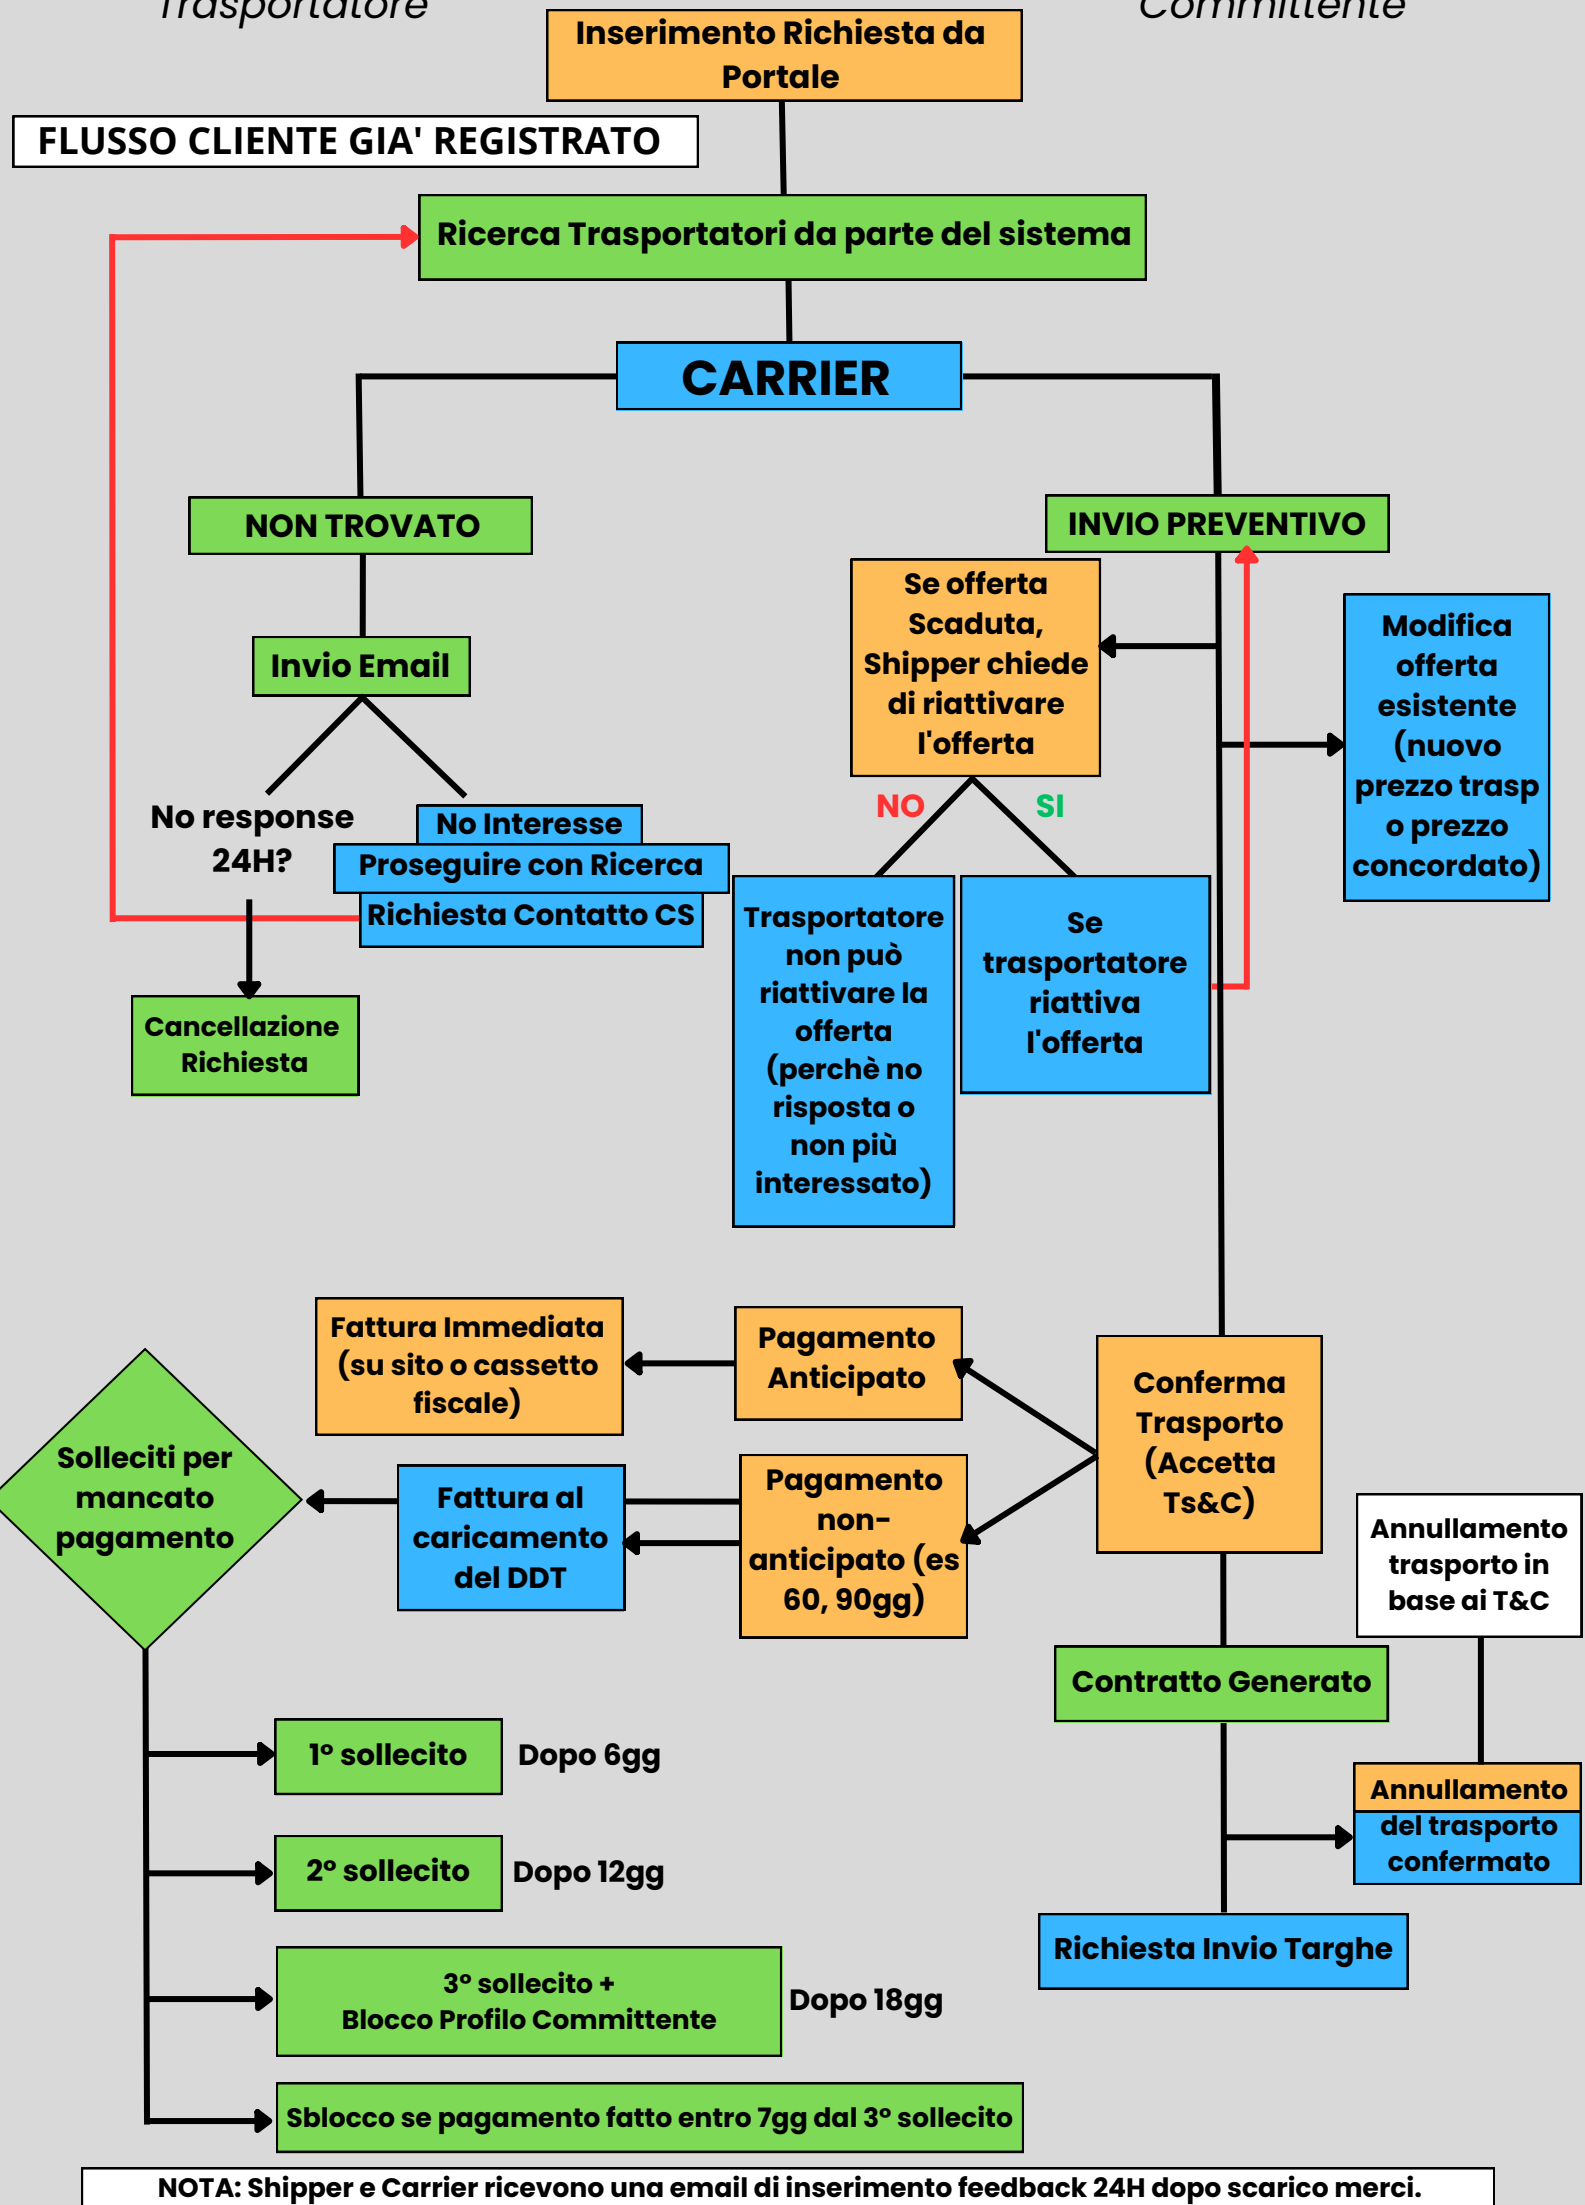 Trasportatore
Committente
Inserimento Richiesta da
Portale
FLUSSO CLIENTE GIA' REGISTRATO
Ricerca Trasportatori da parte del sistema
CARRIER
NON TROVATO
INVIO PREVENTIVO
Invio Email
No response
24H?
No Interesse
Proseguire con Ricerca
Richiesta Contatto CS
Cancellazione
Richiesta
Se offerta
Scaduta,
Shipper chiede
di riattivare
l'offerta
NO
SI
Trasportatore
non può
riattivare la
offerta
(perchè no
risposta o
non più
interessato)
Se
trasportatore
riattiva
l'offerta
Modifica
offerta
esistente
(nuovo
prezzo trasp
o prezzo
concordato)
Fattura Immediata
(su sito o cassetto
fiscale)
Pagamento
Anticipato
Conferma
Trasporto
(Accetta
Ts&C)
Solleciti per
mancato
pagamento
Fattura al
caricamento
del DDT
Pagamento
non-
anticipato (es
60, 90gg)
Annullamento
trasporto in
base ai T&C
Contratto Generato
Annullamento
del trasporto
confermato
Richiesta Invio Targhe
1° sollecito
Dopo 6gg
2° sollecito
Dopo 12gg
3° sollecito +
Blocco Profilo Committente
Dopo 18gg
Sblocco se pagamento fatto entro 7gg dal 3° sollecito
NOTA: Shipper e Carrier ricevono una email di inserimento feedback 24H dopo scarico merci.